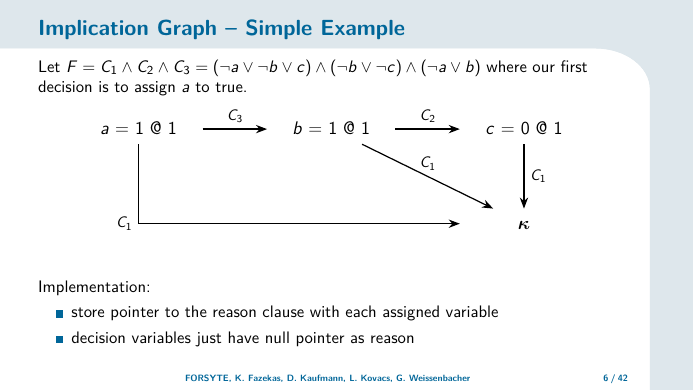 Implication Graph – Simple Example
Let F = C₁ ∧ C₂ ∧ C₃ = (¬a ∨ ¬b ∨ c) ∧ (¬b ∨ ¬c) ∧ (¬a ∨ b) where our first
decision is to assign a to true.
a = 1 @ 1 C₃ b = 1 @ 1 C₂ c = 0 @ 1
C₁ C₁
C₁ κ
Implementation:
store pointer to the reason clause with each assigned variable
decision variables just have null pointer as reason
FORSYTE, K. Fazekas, D. Kaufmann, L. Kovacs, G. Weissenbacher 6 / 42